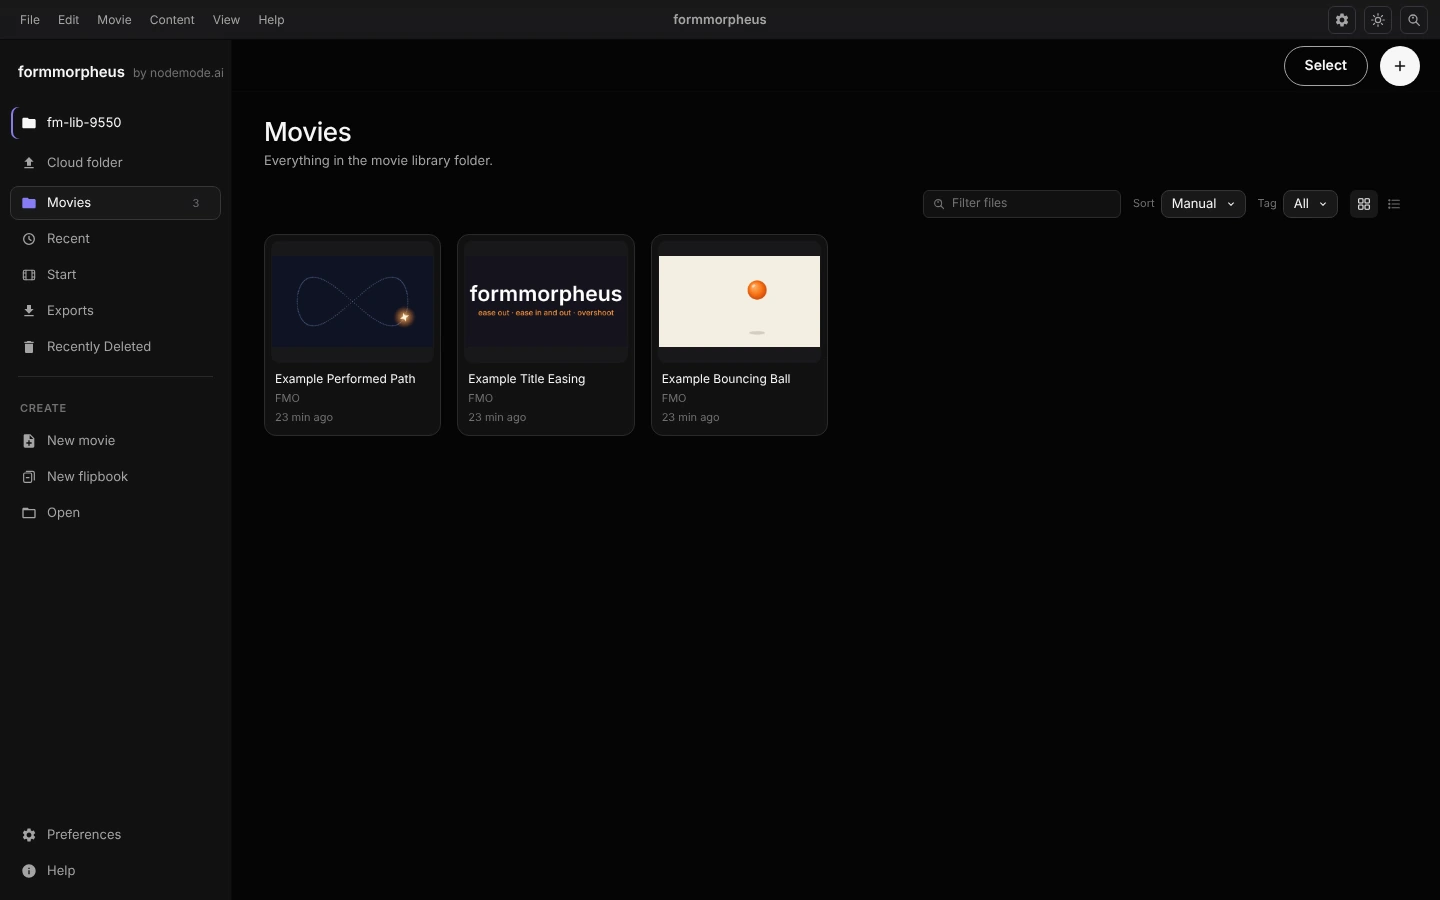 File Edit Movie Content View Help
formmorpheus
formmorpheus by nodemode.ai
Select
fm-lib-9550
Cloud folder
Movies 3
Recent
Start
Exports
Recently Deleted
CREATE
New movie
New flipbook
Open
Preferences
Help
Movies
Everything in the movie library folder.
Filter files Sort Manual Tag All
formmorpheus
ease out · ease in and out · overshoot
Example Performed Path
FMO
23 min ago
Example Title Easing
FMO
23 min ago
Example Bouncing Ball
FMO
23 min ago